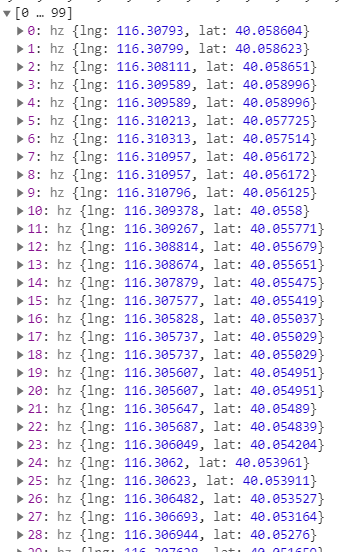 [0 … 99]
0: hz {lng: 116.30793, lat: 40.058604}
1: hz {lng: 116.30799, lat: 40.058623}
2: hz {lng: 116.308111, lat: 40.058651}
3: hz {lng: 116.309589, lat: 40.058996}
4: hz {lng: 116.309589, lat: 40.058996}
5: hz {lng: 116.310213, lat: 40.057725}
6: hz {lng: 116.310313, lat: 40.057514}
7: hz {lng: 116.310957, lat: 40.056172}
8: hz {lng: 116.310957, lat: 40.056172}
9: hz {lng: 116.310796, lat: 40.056125}
10: hz {lng: 116.309378, lat: 40.0558}
11: hz {lng: 116.309267, lat: 40.055771}
12: hz {lng: 116.308814, lat: 40.055679}
13: hz {lng: 116.308674, lat: 40.055651}
14: hz {lng: 116.307879, lat: 40.055475}
15: hz {lng: 116.307577, lat: 40.055419}
16: hz {lng: 116.305828, lat: 40.055037}
17: hz {lng: 116.305737, lat: 40.055029}
18: hz {lng: 116.305737, lat: 40.055029}
19: hz {lng: 116.305607, lat: 40.054951}
20: hz {lng: 116.305607, lat: 40.054951}
21: hz {lng: 116.305647, lat: 40.05489}
22: hz {lng: 116.305687, lat: 40.054839}
23: hz {lng: 116.306049, lat: 40.054204}
24: hz {lng: 116.3062, lat: 40.053961}
25: hz {lng: 116.30623, lat: 40.053911}
26: hz {lng: 116.306482, lat: 40.053527}
27: hz {lng: 116.306693, lat: 40.053164}
28: hz {lng: 116.306944, lat: 40.05276}